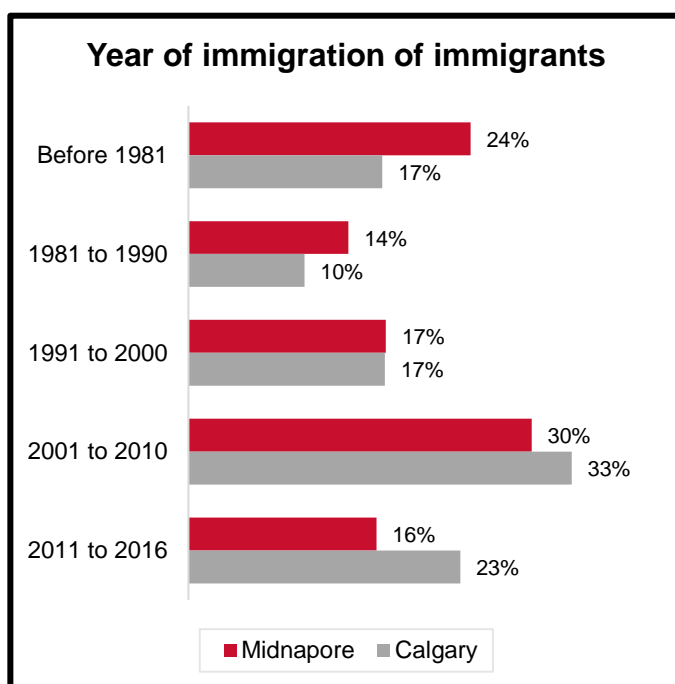 Year of immigration of immigrants
Before 1981
24%
17%
1981 to 1990
14%
10%
1991 to 2000
17%
17%
2001 to 2010
30%
33%
2011 to 2016
16%
23%
Midnapore Calgary